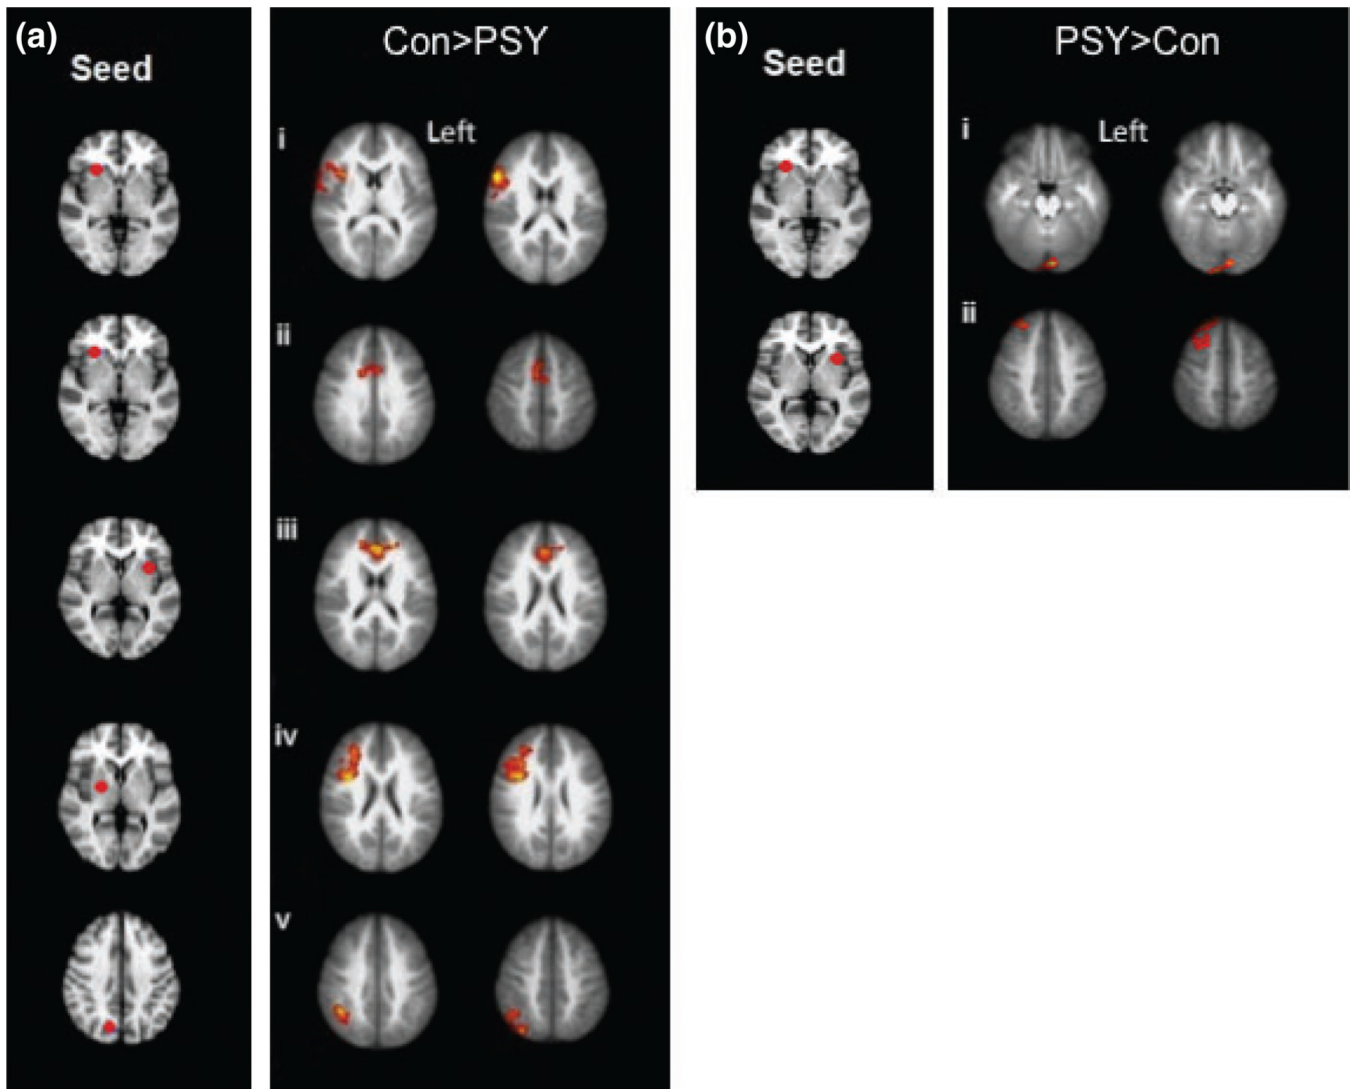 (a)
Seed
Con>PSY
i
Left
ii
iii
iv
v
(b)
Seed
PSY>Con
i
Left
ii